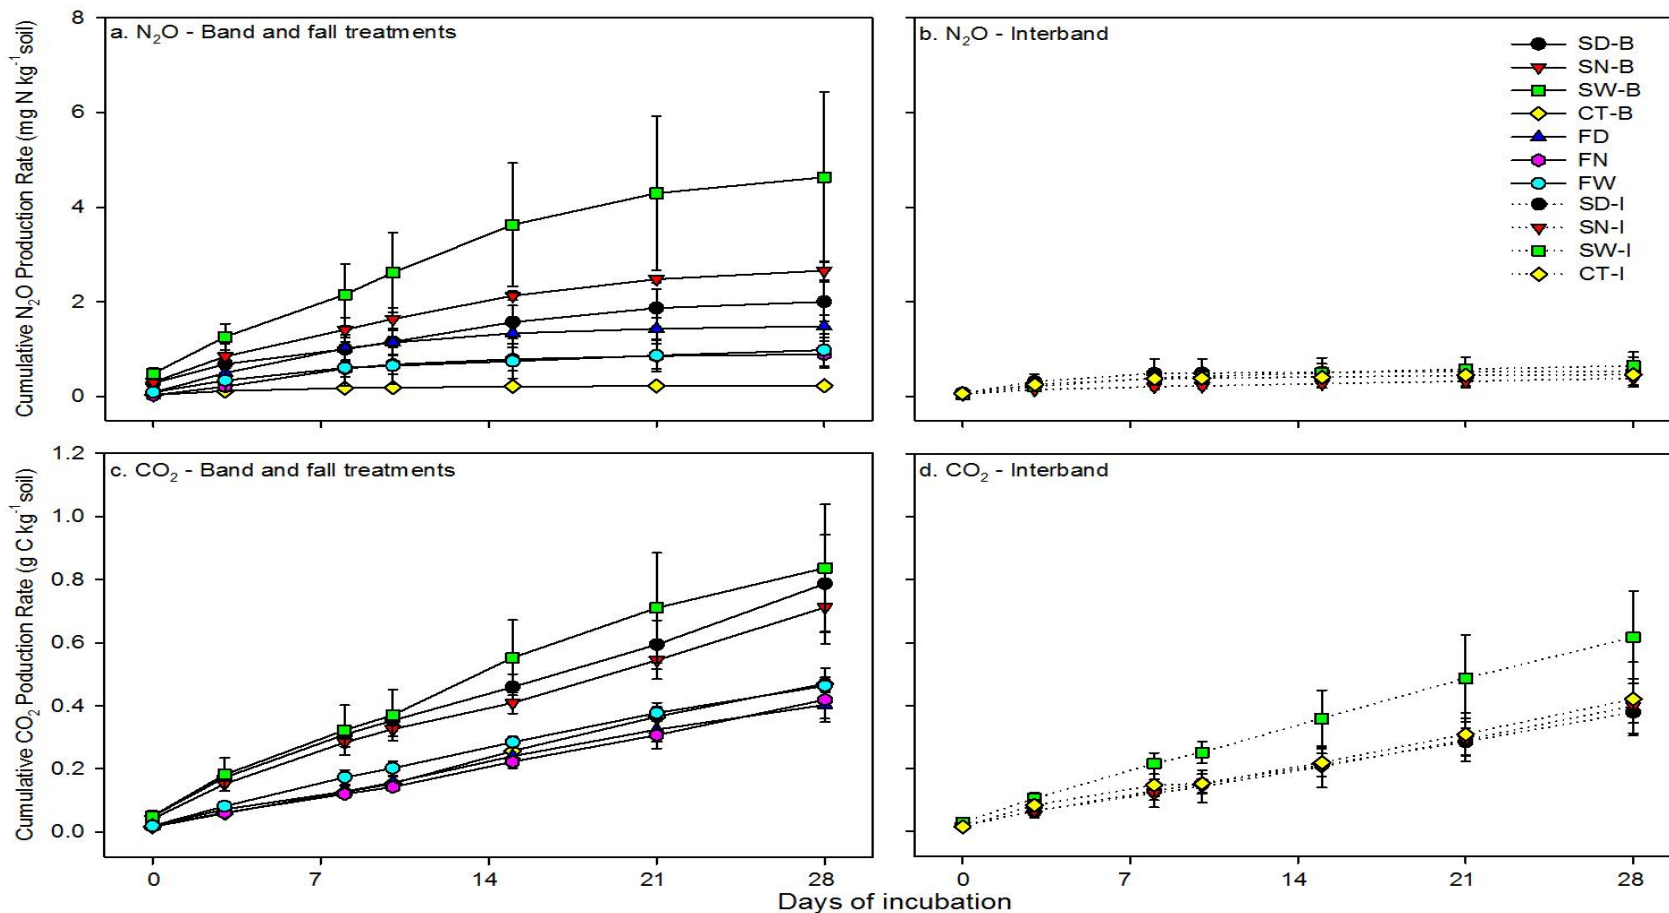 a. N₂O - Band and fall treatments
b. N₂O - Interband
Cumulative N₂O Production Rate (mg N kg⁻¹soil)
8
6
4
2
0
SD-B
SN-B
SW-B
CT-B
FD
FN
FW
SD-I
SN-I
SW-I
CT-I
c. CO₂ - Band and fall treatments
d. CO₂ - Interband
Cumulative CO₂ Poduction Rate (g C kg⁻¹soil)
1.2
1.0
0.8
0.6
0.4
0.2
0.0
0 7 14 21 28
0 7 14 21 28
Days of incubation